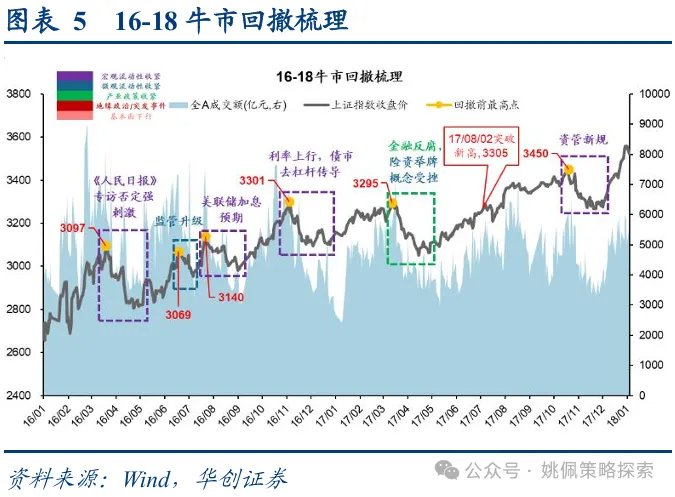 图表 5 16-18 牛市回撤梳理
16-18牛市回撤梳理
宏观流动性收紧
微观流动性收紧
产业政策收紧
地缘政治/突发事件
基本面下行
全A成交额(亿元,右)
上证指数收盘价
回撤前最高点
3800
3600
3400
3200
3000
2800
2600
2400
10000
9000
8000
7000
6000
5000
4000
3000
2000
1000
0
《人民日报》
专访否定强
刺激
3097
监管升级
3069
美联储加息
预期
3140
利率上行，债市
去杠杆传导
3301
金融反腐，
险资举牌
概念受挫
3295
17/08/02突破
新高,3305
3450
资管新规
16/01
16/02
16/03
16/04
16/05
16/06
16/07
16/08
16/09
16/10
16/11
16/12
17/01
17/02
17/03
17/04
17/05
17/06
17/07
17/08
17/09
17/10
17/11
17/12
18/01
资料来源：Wind，华创证券
公众号·姚佩策略探索